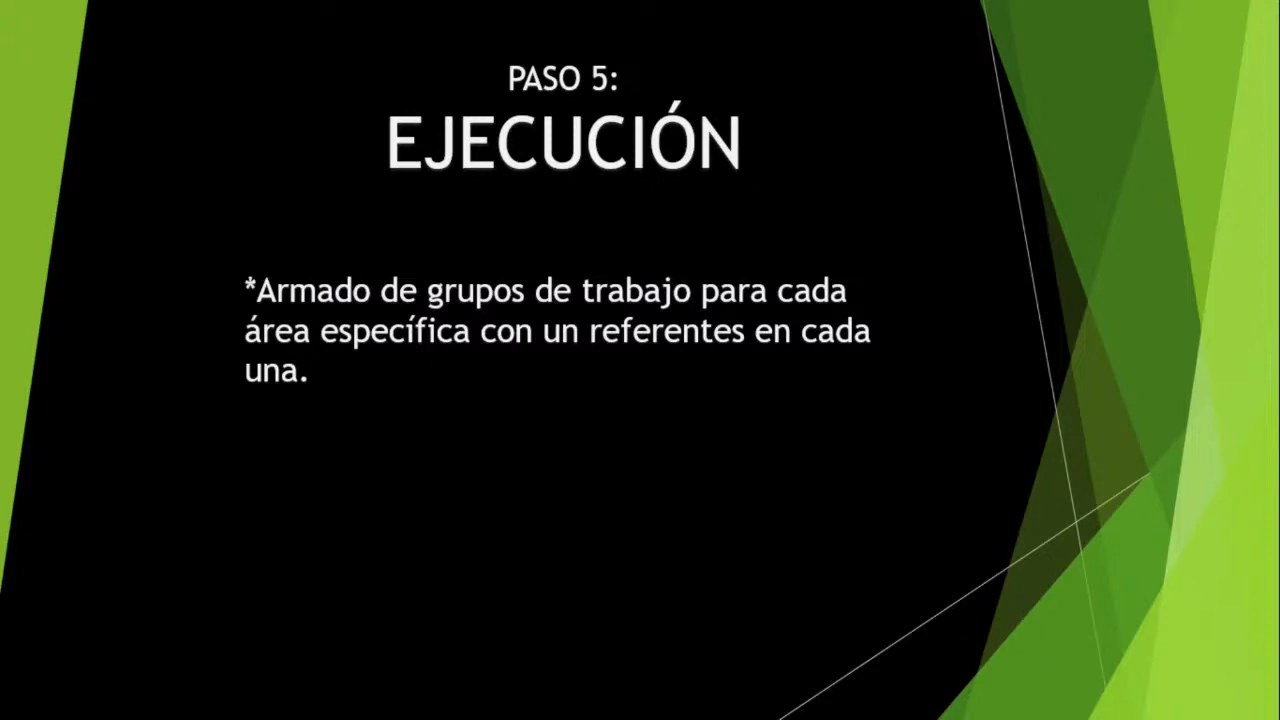 PASO 5:
EJECUCIÓN
*Armado de grupos de trabajo para cada
área específica con un referentes en cada
una.